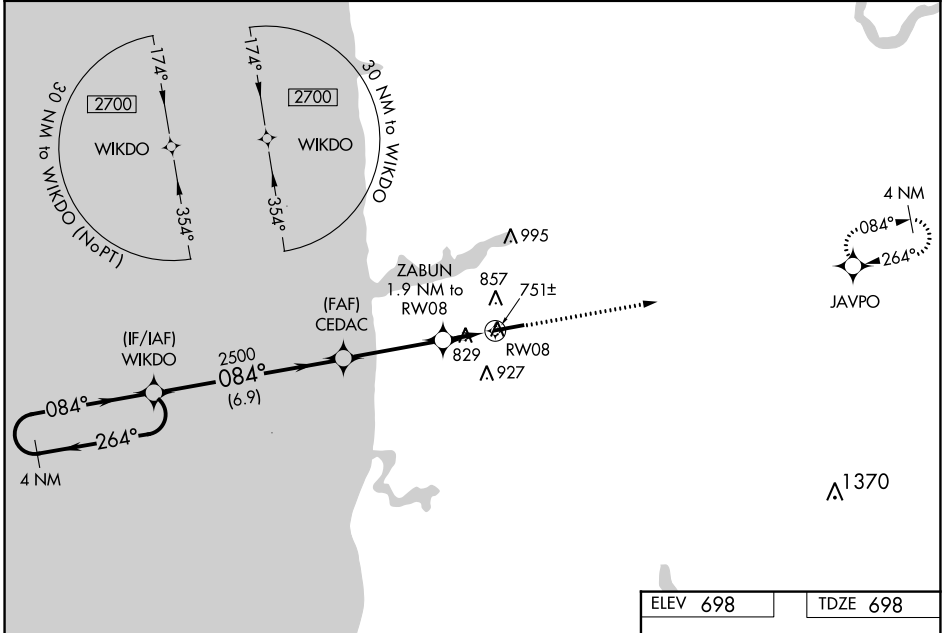 174°
2700
WIKDO
354°
30 NM to WIKDO (NoPT)
174°
2700
WIKDO
354°
30 NM to WIKDO
4 NM
084°
264°
JAVPO
995
ZABUN
1.9 NM to
RW08
857
751±
(FAF)
CEDAC
RW08
829
927
(IF/IAF)
WIKDO
2500
084°
(6.9)
084°
264°
4 NM
1370
ELEV 698
TDZE 698